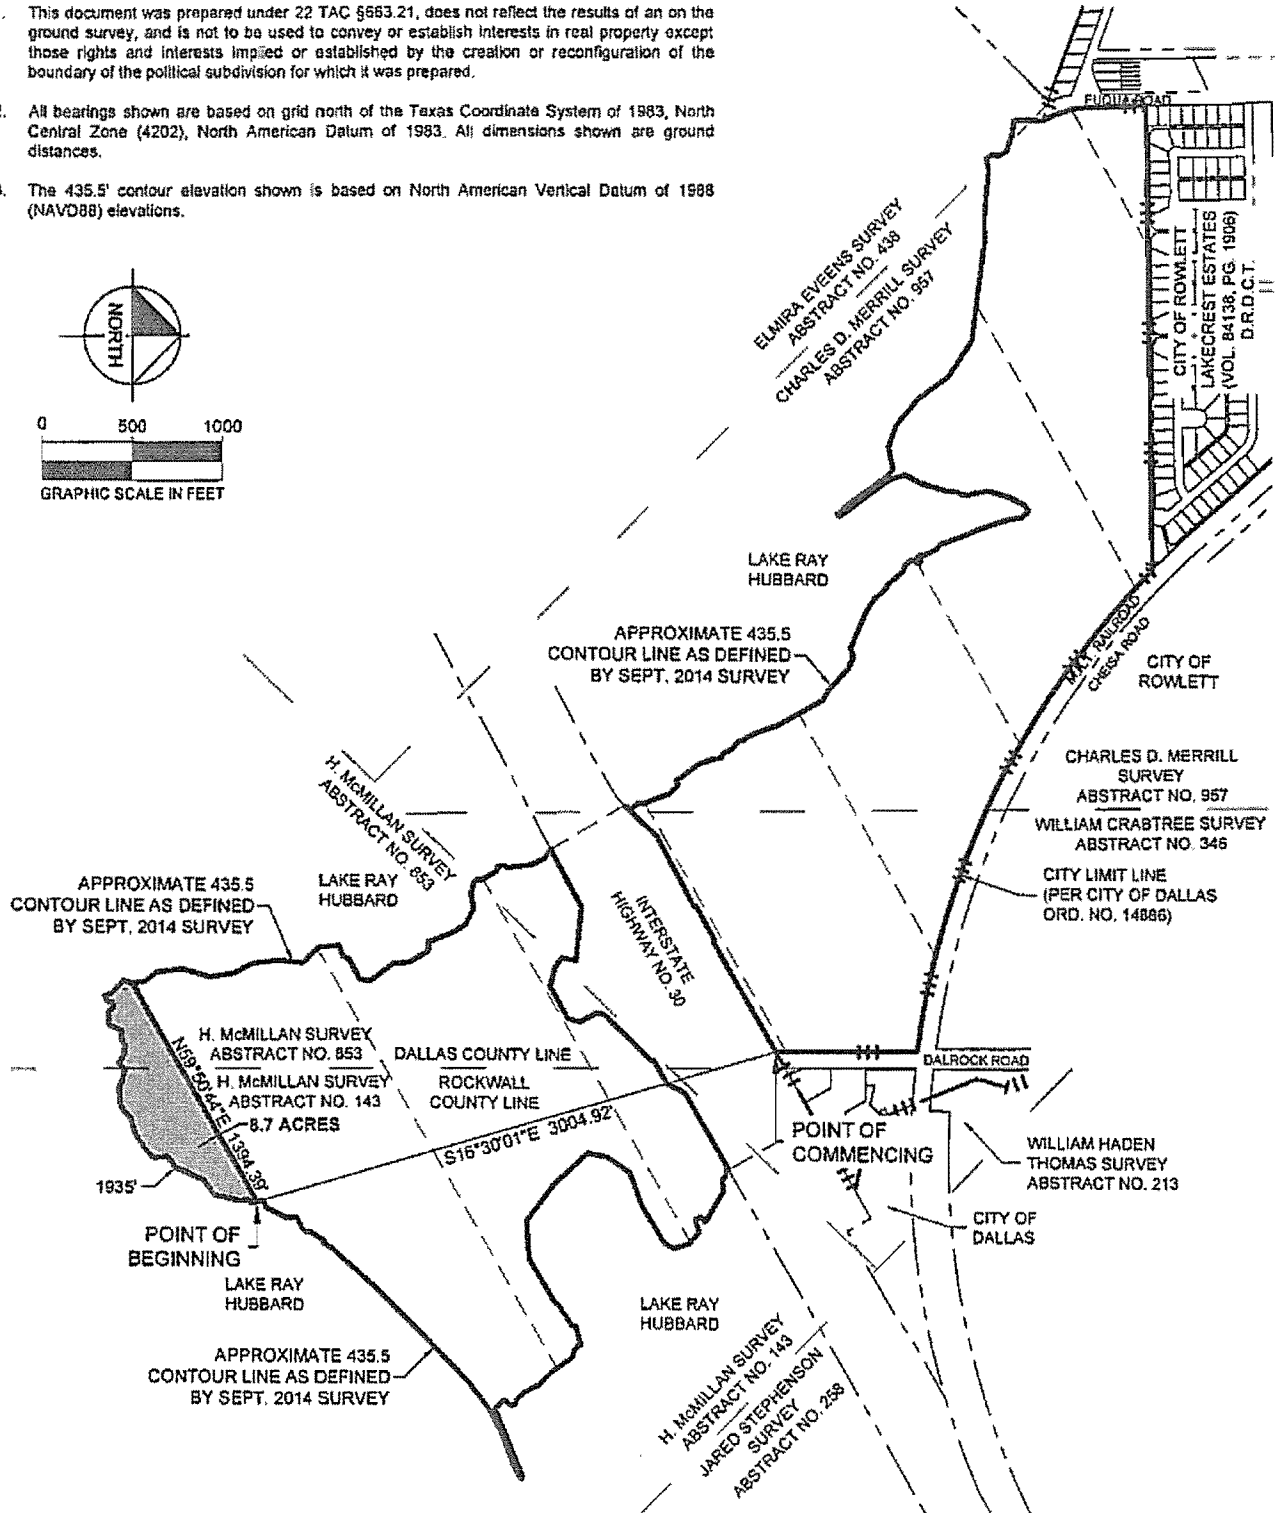 . This document was prepared under 22 TAC §663.21, does not reflect the results of an on the
ground survey, and is not to be used to convey or establish interests in real property except
those rights and interests implied or established by the creation or reconfiguration of the
boundary of the political subdivision for which it was prepared.
. All bearings shown are based on grid north of the Texas Coordinate System of 1983, North
Central Zone (4202), North American Datum of 1983. All dimensions shown are ground
distances.
. The 435.5' contour elevation shown is based on North American Vertical Datum of 1988
(NAVD88) elevations.
NORTH
0 500 1000
GRAPHIC SCALE IN FEET
FUQUA ROAD
ELMIRA EVEENS SURVEY
ABSTRACT NO. 438
CHARLES D. MERRILL SURVEY
ABSTRACT NO. 957
CITY OF ROWLETT
LAKECREST ESTATES
(VOL. 84138, PG. 1906)
D.R.D.C.T.
LAKE RAY
HUBBARD
APPROXIMATE 435.5
CONTOUR LINE AS DEFINED
BY SEPT. 2014 SURVEY
M.K.T. RAILROAD
CHEISA ROAD
CITY OF
ROWLETT
CHARLES D. MERRILL
SURVEY
ABSTRACT NO. 957
WILLIAM CRABTREE SURVEY
ABSTRACT NO. 346
CITY LIMIT LINE
(PER CITY OF DALLAS
ORD. NO. 14886)
H. McMILLAN SURVEY
ABSTRACT NO. 853
LAKE RAY
HUBBARD
APPROXIMATE 435.5
CONTOUR LINE AS DEFINED
BY SEPT. 2014 SURVEY
INTERSTATE
HIGHWAY NO. 30
H. McMILLAN SURVEY
ABSTRACT NO. 853
DALLAS COUNTY LINE
H. McMILLAN SURVEY
ABSTRACT NO. 143
ROCKWALL
COUNTY LINE
8.7 ACRES
N59°50'44"E 1394.39'
S16°30'01"E 3004.92'
DALROCK ROAD
POINT OF
COMMENCING
WILLIAM HADEN
THOMAS SURVEY
ABSTRACT NO. 213
1935'
POINT OF
BEGINNING
CITY OF
DALLAS
LAKE RAY
HUBBARD
LAKE RAY
HUBBARD
APPROXIMATE 435.5
CONTOUR LINE AS DEFINED
BY SEPT. 2014 SURVEY
H. McMILLAN SURVEY
ABSTRACT NO. 143
JARED STEPHENSON
SURVEY
ABSTRACT NO. 258